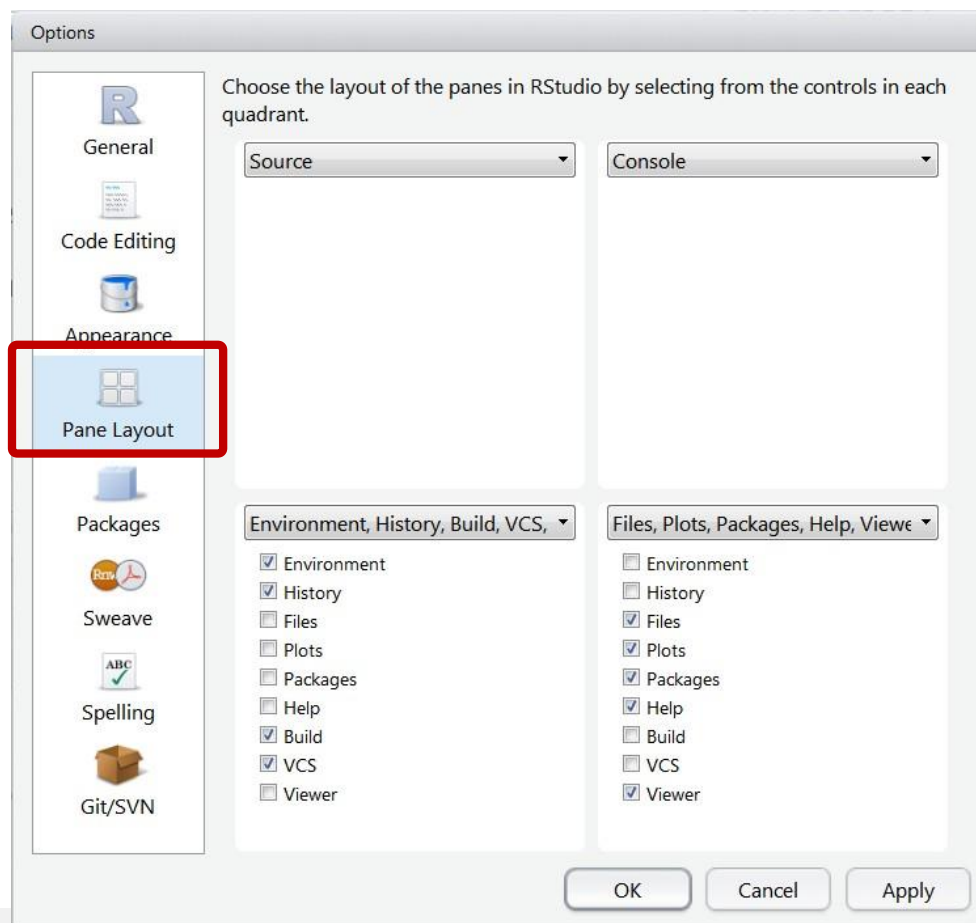 Options
General
Code Editing
Appearance
Pane Layout
Packages
Rnw
Sweave
ABC
Spelling
Git/SVN
Choose the layout of the panes in RStudio by selecting from the controls in each
quadrant.
Source
Console
Environment, History, Build, VCS,
Environment
History
Files
Plots
Packages
Help
Build
VCS
Viewer
Files, Plots, Packages, Help, Viewe
Environment
History
Files
Plots
Packages
Help
Build
VCS
Viewer
OK
Cancel
Apply